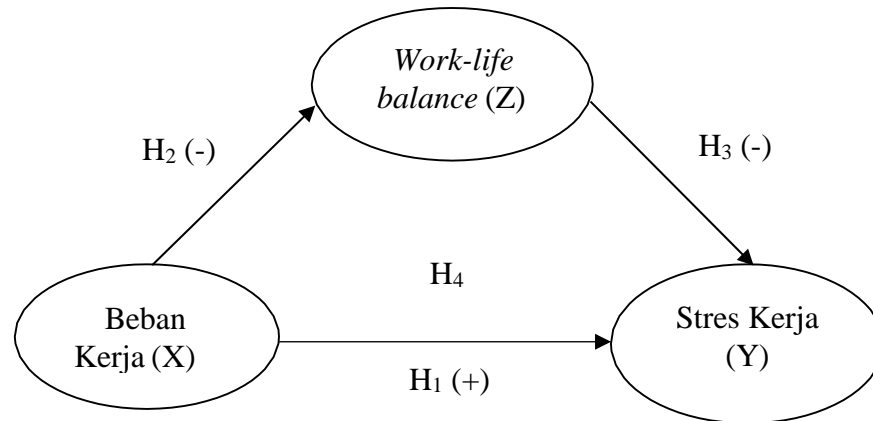 Work-life
balance (Z)
H₂ (-)
H₃ (-)
H₄
Beban
Kerja (X)
Stres Kerja
(Y)
H₁ (+)